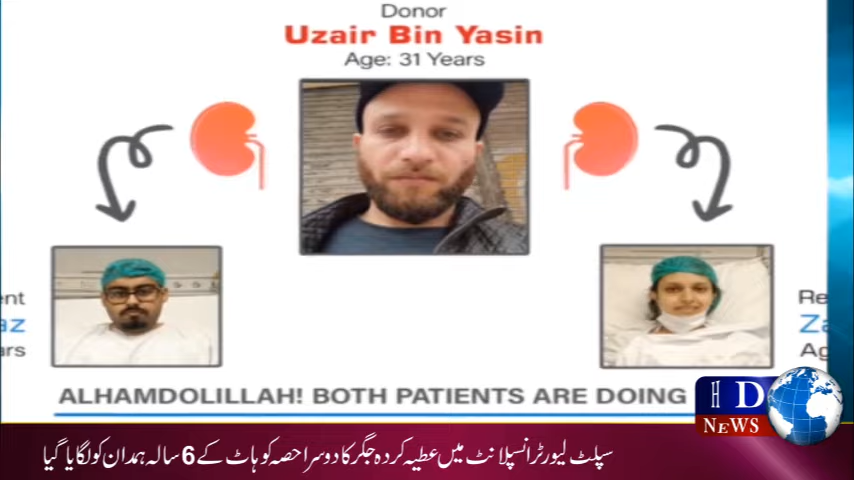 Donor
Uzair Bin Yasin
Age: 31 Years
ALHAMDOLILLAH! BOTH PATIENTS ARE DOING
HD
NEWS
سپلٹ لیور ٹرانسپلانٹ میں عطیہ کردہ جگر کا دوسرا حصہ کوہاٹ کے 6 سالہ ہمدان کو لگایا گیا